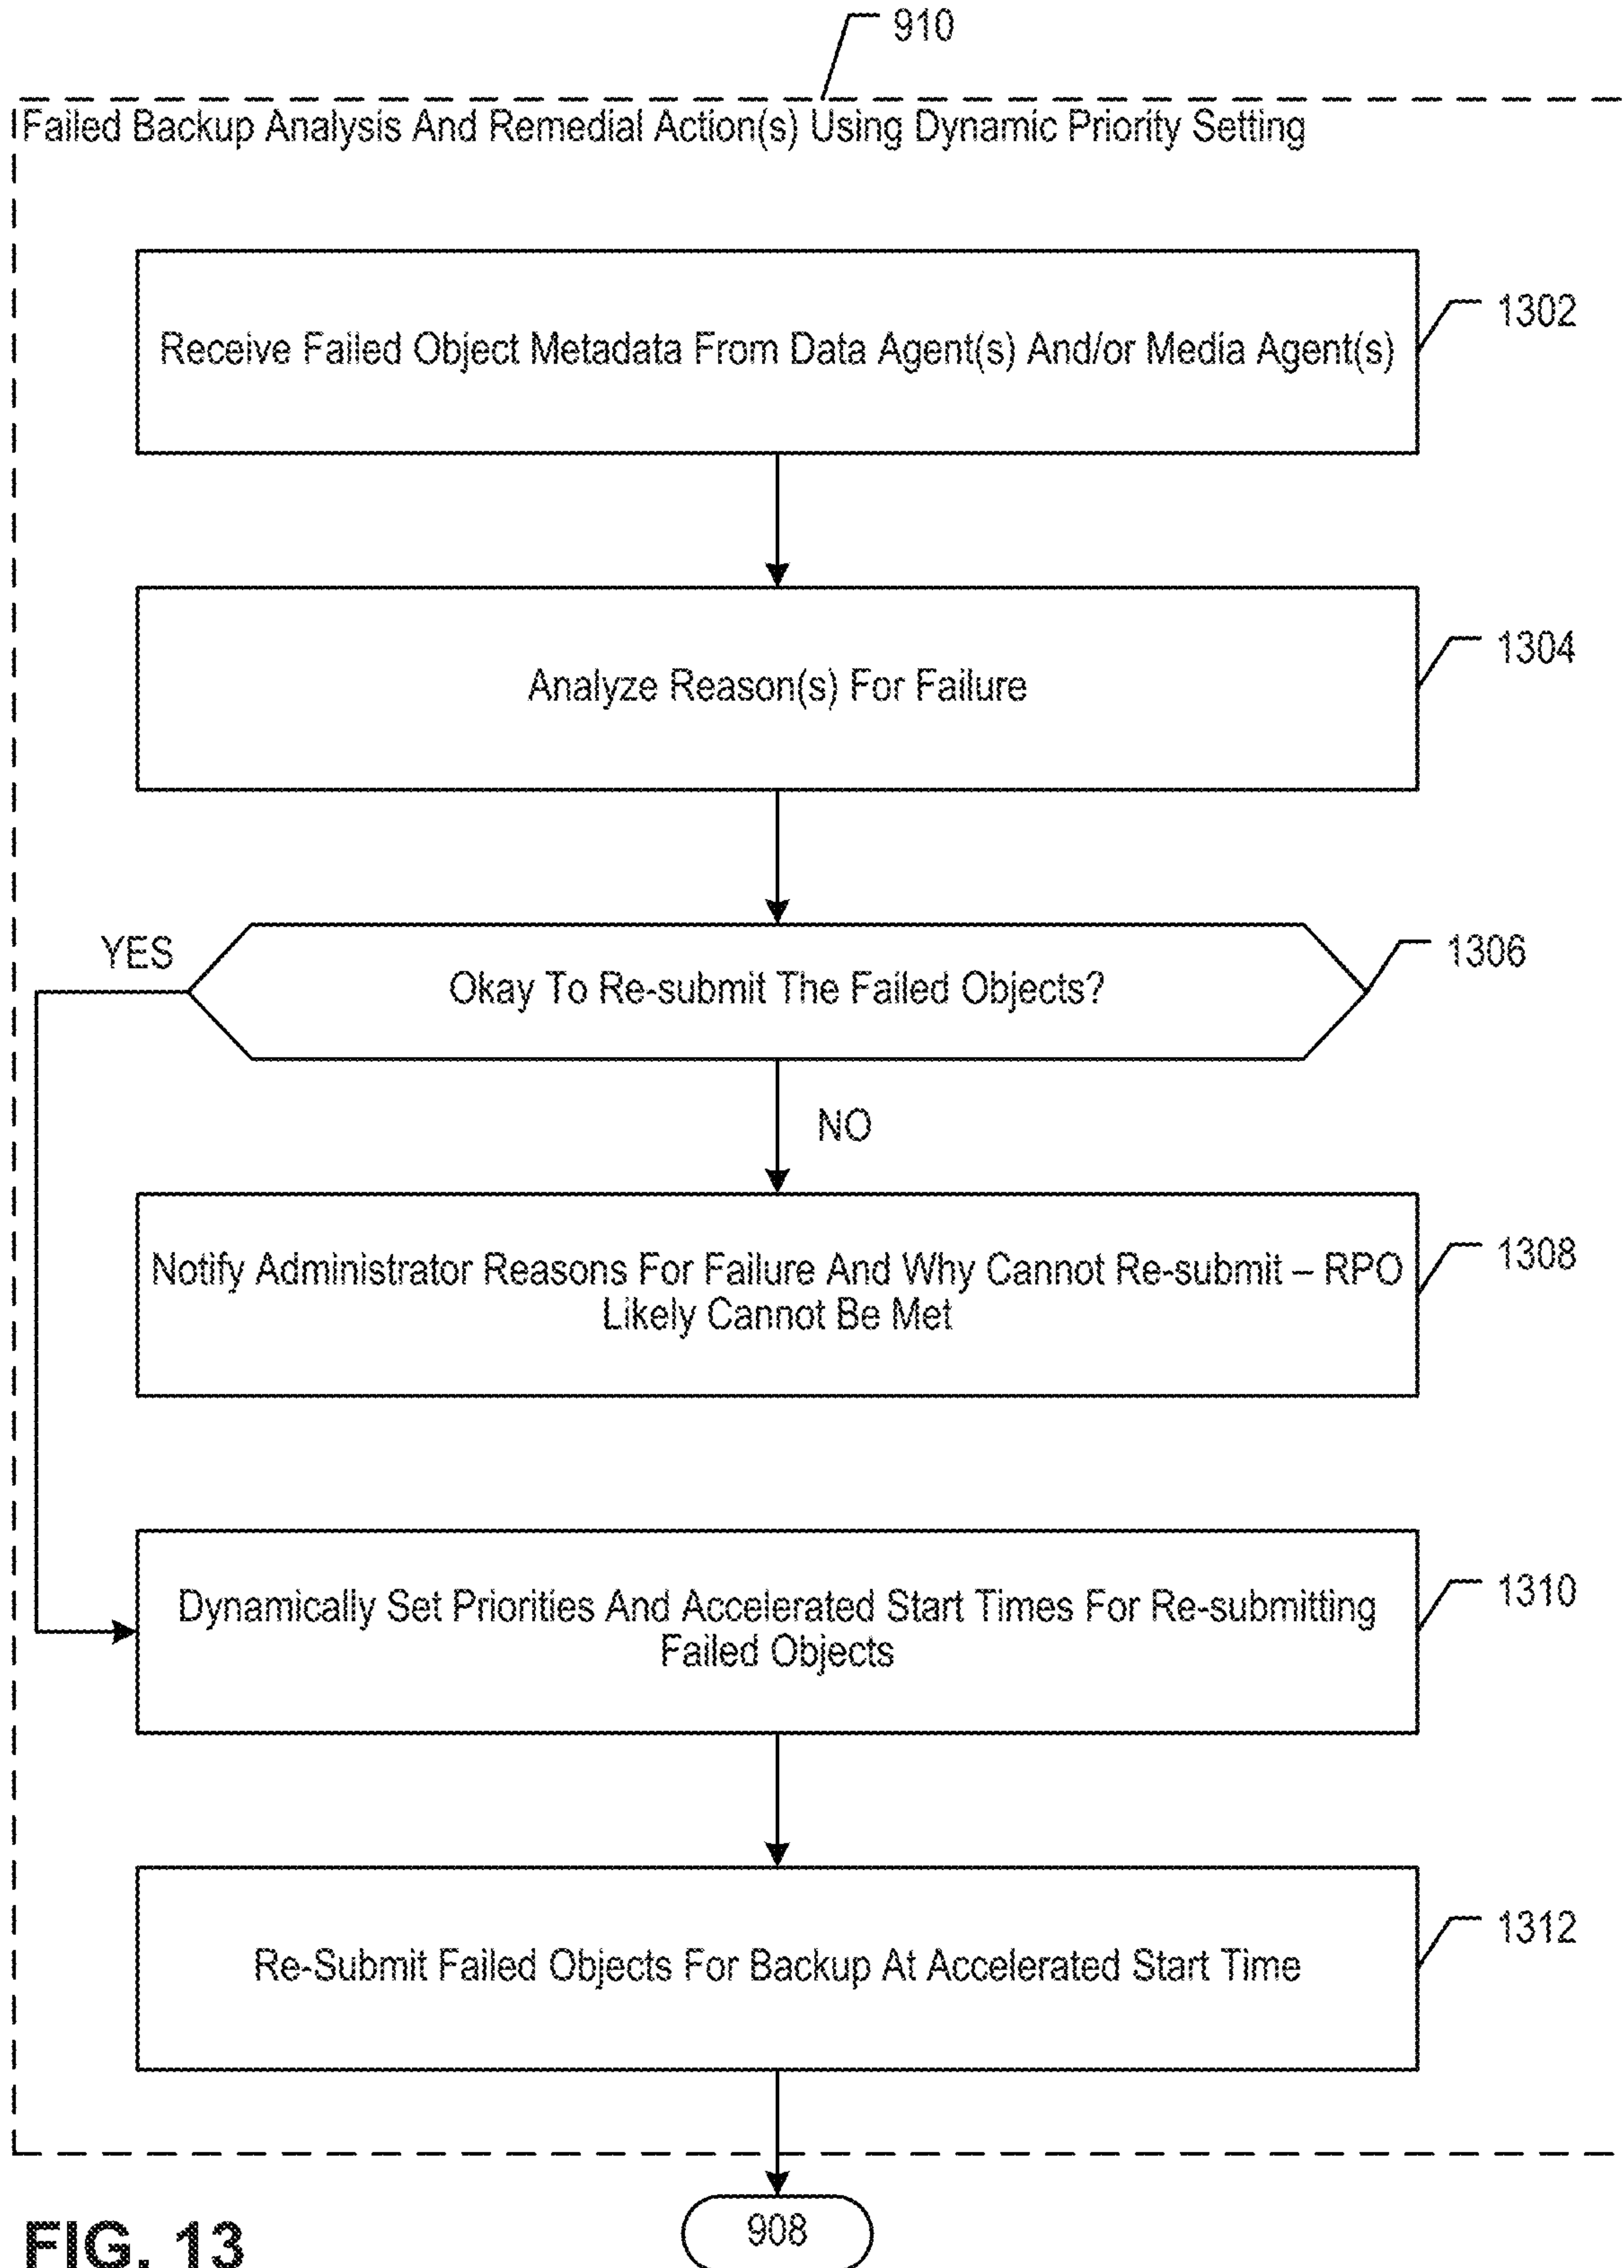 910
Failed Backup Analysis And Remedial Action(s) Using Dynamic Priority Setting
1302
Receive Failed Object Metadata From Data Agent(s) And/or Media Agent(s)
1304
Analyze Reason(s) For Failure
YES
1306
Okay To Re-submit The Failed Objects?
NO
1308
Notify Administrator Reasons For Failure And Why Cannot Re-submit – RPO
Likely Cannot Be Met
1310
Dynamically Set Priorities And Accelerated Start Times For Re-submitting
Failed Objects
1312
Re-Submit Failed Objects For Backup At Accelerated Start Time
908
FIG. 13